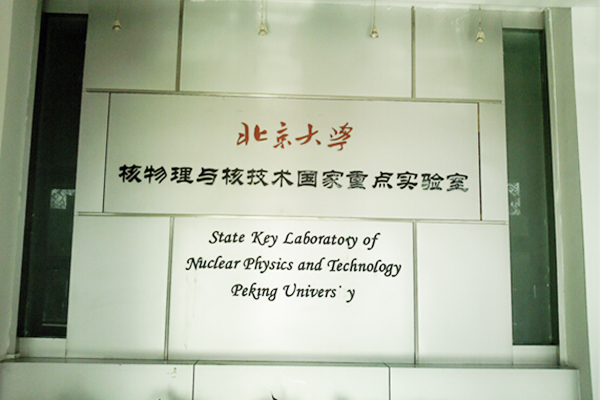 北京大学
核物理与核技术国家重点实验室
State Key Laboratory of
Nuclear Physics and Technology
Peking Univers y